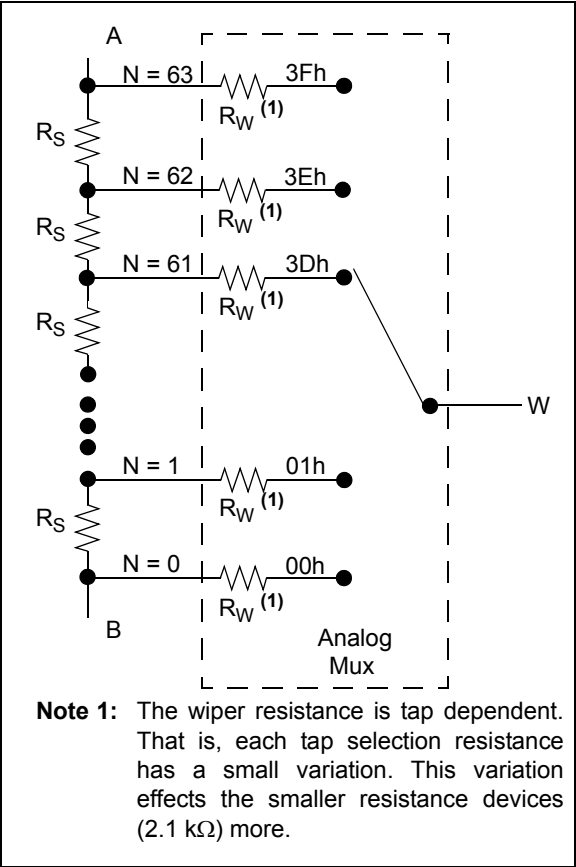 A
N = 63
3Fh
RS
RW (1)
N = 62
3Eh
RS
RW (1)
N = 61
3Dh
RS
RW (1)
W
N = 1
01h
RS
RW (1)
N = 0
00h
RW (1)
B
Analog
Mux
Note 1: The wiper resistance is tap dependent.
That is, each tap selection resistance
has a small variation. This variation
effects the smaller resistance devices
(2.1 kΩ) more.